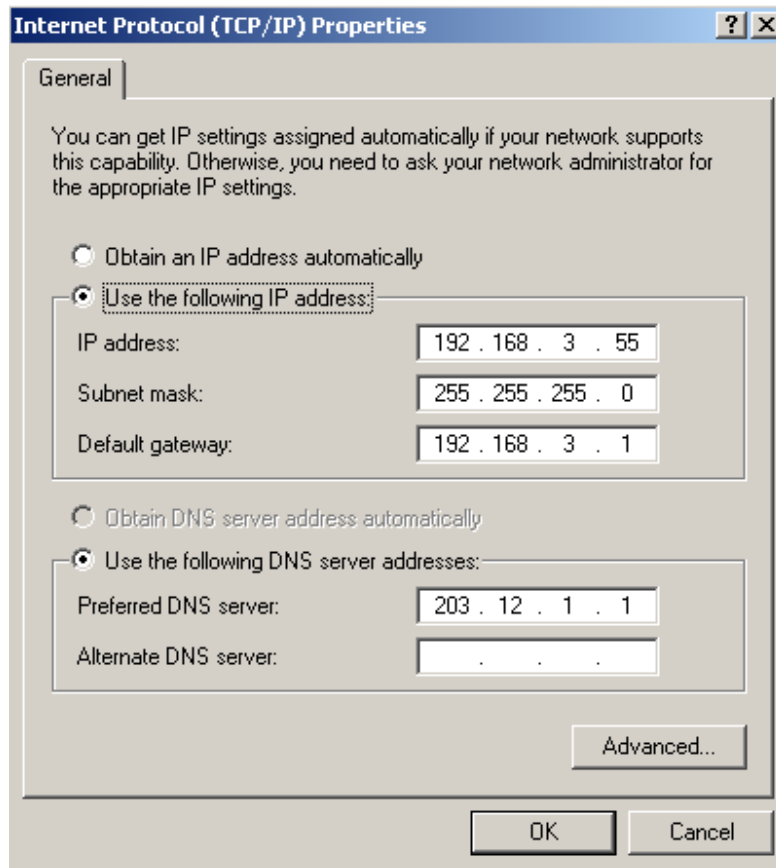 Internet Protocol (TCP/IP) Properties
General
You can get IP settings assigned automatically if your network supports
this capability. Otherwise, you need to ask your network administrator for
the appropriate IP settings.
Obtain an IP address automatically
Use the following IP address:
IP address: 192 . 168 . 3 . 55
Subnet mask: 255 . 255 . 255 . 0
Default gateway: 192 . 168 . 3 . 1
Obtain DNS server address automatically
Use the following DNS server addresses:
Preferred DNS server: 203 . 12 . 1 . 1
Alternate DNS server: . . .
Advanced...
OK Cancel